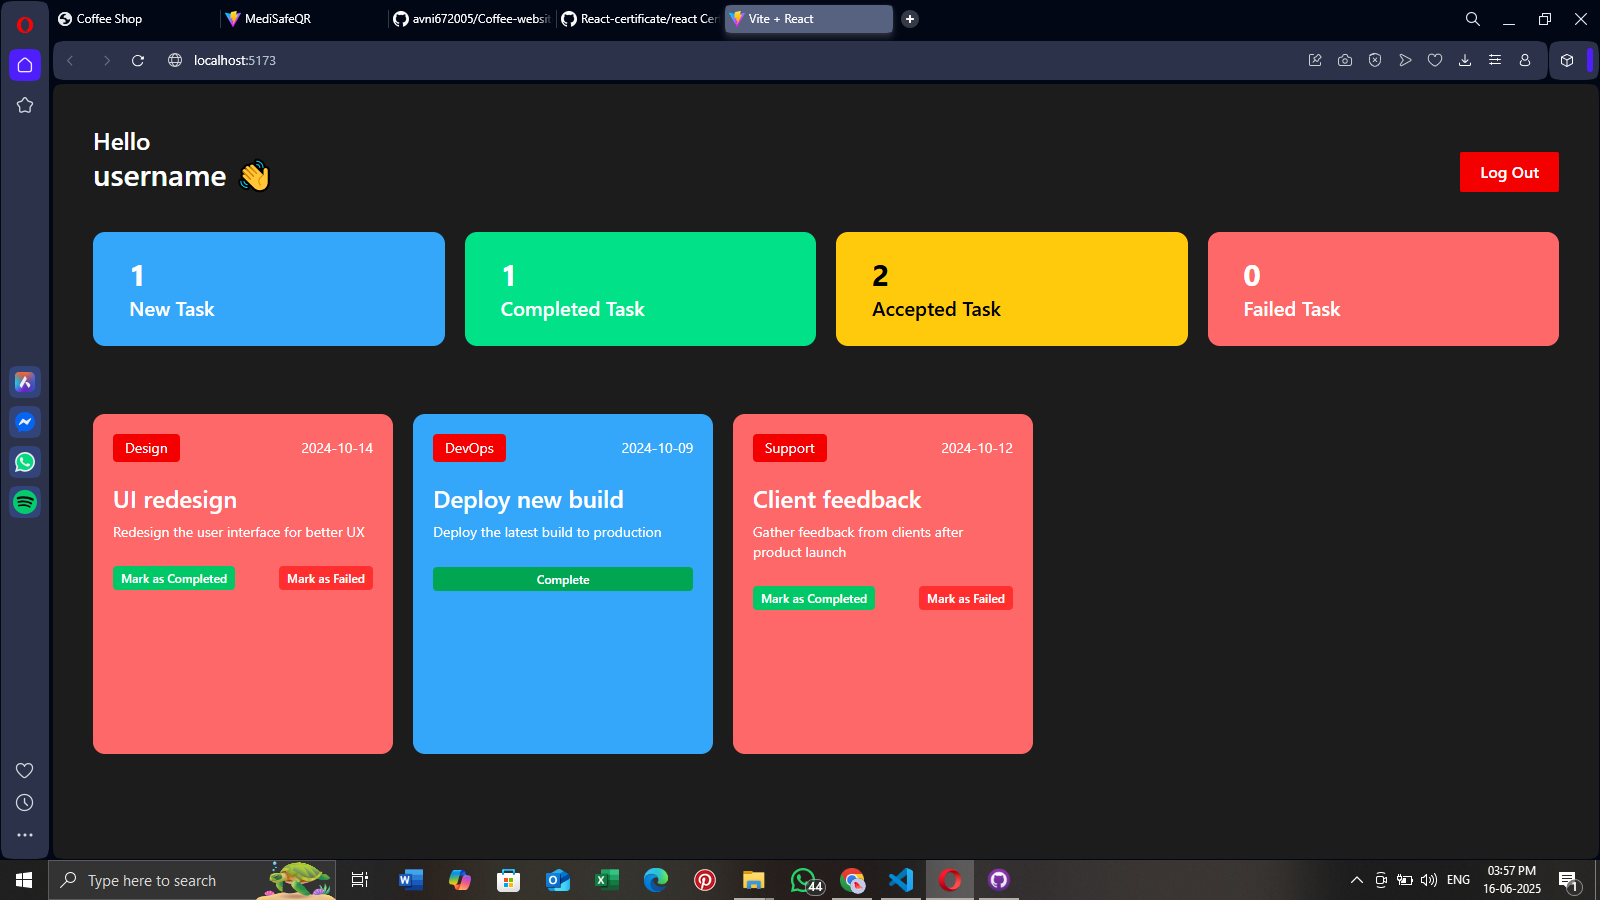 Coffee Shop
MediSafeQR
avni672005/Coffee-websit
React-certificate/react Cer
Vite + React
localhost:5173
Hello
username 👋
Log Out
1
New Task
1
Completed Task
2
Accepted Task
0
Failed Task
Design
2024-10-14
UI redesign
Redesign the user interface for better UX
Mark as Completed
Mark as Failed
DevOps
2024-10-09
Deploy new build
Deploy the latest build to production
Complete
Support
2024-10-12
Client feedback
Gather feedback from clients after
product launch
Mark as Completed
Mark as Failed
Type here to search
44
ENG
03:57 PM
16-06-2025
1